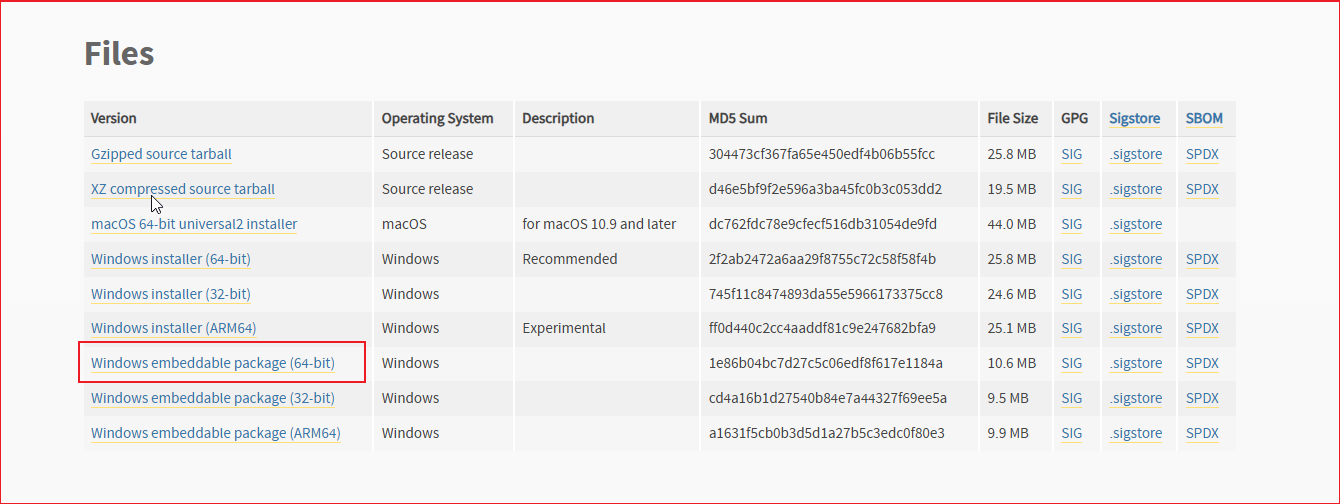 Files
Version Operating System Description MD5 Sum File Size GPG Sigstore SBOM
Gzipped source tarball Source release 304473cf367fa65e450edf4b06b55fcc 25.8 MB SIG .sigstore SPDX
XZ compressed source tarball Source release d46e5bf9f2e596a3ba45fc0b3c053dd2 19.5 MB SIG .sigstore SPDX
macOS 64-bit universal2 installer macOS for macOS 10.9 and later dc762fdc78e9cfecf516db31054de9fd 44.0 MB SIG .sigstore
Windows installer (64-bit) Windows Recommended 2f2ab2472a6aa29f8755c72c58f58f4b 25.8 MB SIG .sigstore SPDX
Windows installer (32-bit) Windows 745f11c8474893da55e5966173375cc8 24.6 MB SIG .sigstore SPDX
Windows installer (ARM64) Windows Experimental ff0d440c2cc4aaddf81c9e247682bfa9 25.1 MB SIG .sigstore SPDX
Windows embeddable package (64-bit) Windows 1e86b04bc7d27c5c06edf8f617e1184a 10.6 MB SIG .sigstore SPDX
Windows embeddable package (32-bit) Windows cd4a16b1d27540b84e7a44327f69ee5a 9.5 MB SIG .sigstore SPDX
Windows embeddable package (ARM64) Windows a1631f5cb0b3d5d1a27b5c3edc0f80e3 9.9 MB SIG .sigstore SPDX